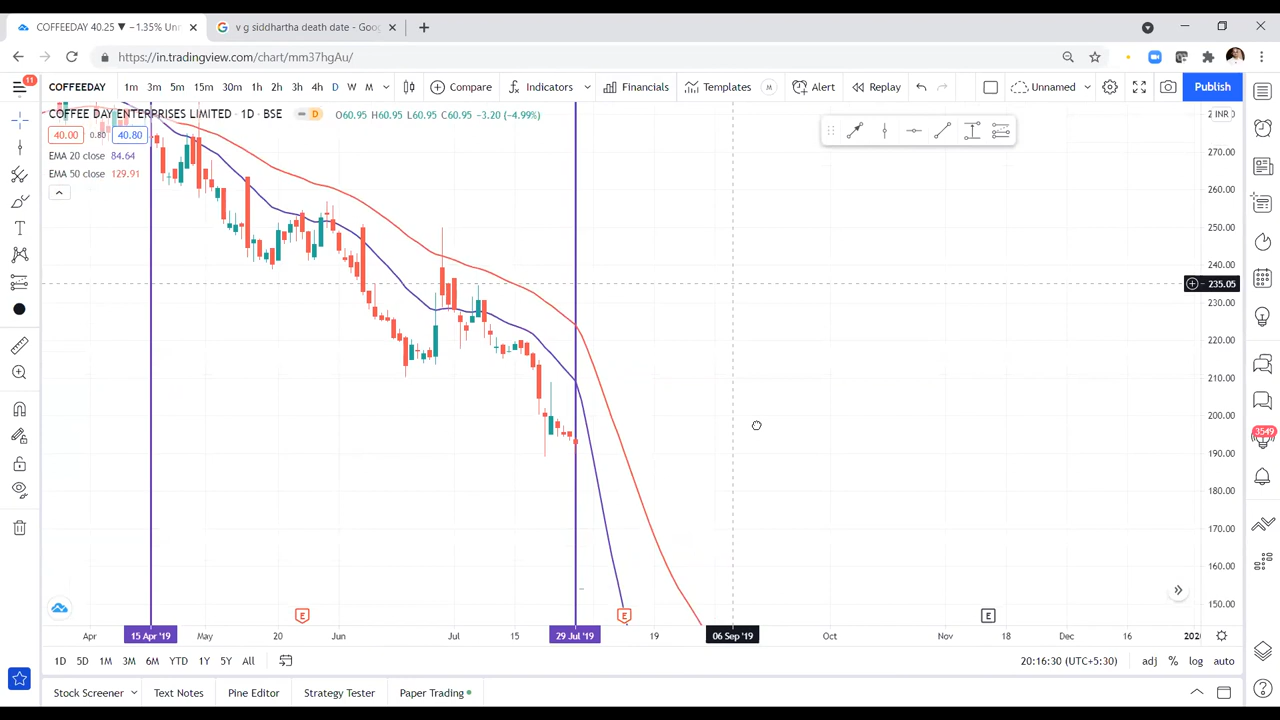 COFFEEDAY 40.25 ▼ −1.35% Unn
v g siddhartha death date - Goog
https://in.tradingview.com/chart/mm37hgAu/
11
COFFEEDAY 1m 3m 5m 15m 30m 1h 2h 3h 4h D W M Compare Indicators Financials Templates M Alert Replay Unnamed Publish
COFFEE DAY ENTERPRISES LIMITED · 1D · BSE D O60.95 H60.95 L60.95 C60.95 −3.20 (−4.99%)
INR
40.00 0.80 40.80
EMA 20 close 84.64
EMA 50 close 129.91
270.00
260.00
250.00
240.00
235.05
230.00
220.00
210.00
200.00
190.00
180.00
170.00
160.00
150.00
3549
E E E
Apr 15 Apr '19 May 20 Jun Jul 15 29 Jul '19 19 06 Sep '19 Oct Nov 18 Dec 16 202
1D 5D 1M 3M 6M YTD 1Y 5Y All 20:16:30 (UTC+5:30) adj % log auto
Stock Screener Text Notes Pine Editor Strategy Tester Paper Trading